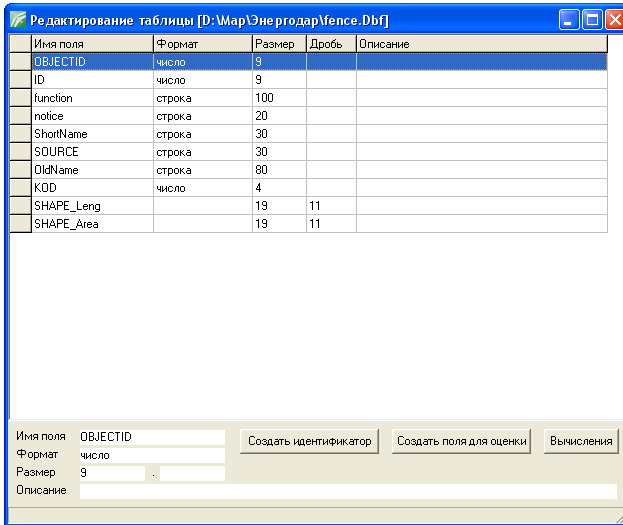 Редактирование таблицы [D:\Map\Энергодар\fence.Dbf]
Имя поля Формат Размер Дробь Описание
OBJECTID число 9
ID число 9
function строка 100
notice строка 20
ShortName строка 30
SOURCE строка 30
OldName строка 80
KOD число 4
SHAPE_Leng 19 11
SHAPE_Area 19 11
Имя поля OBJECTID Создать идентификатор Создать поля для оценки Вычисления
Формат число
Размер 9 .
Описание